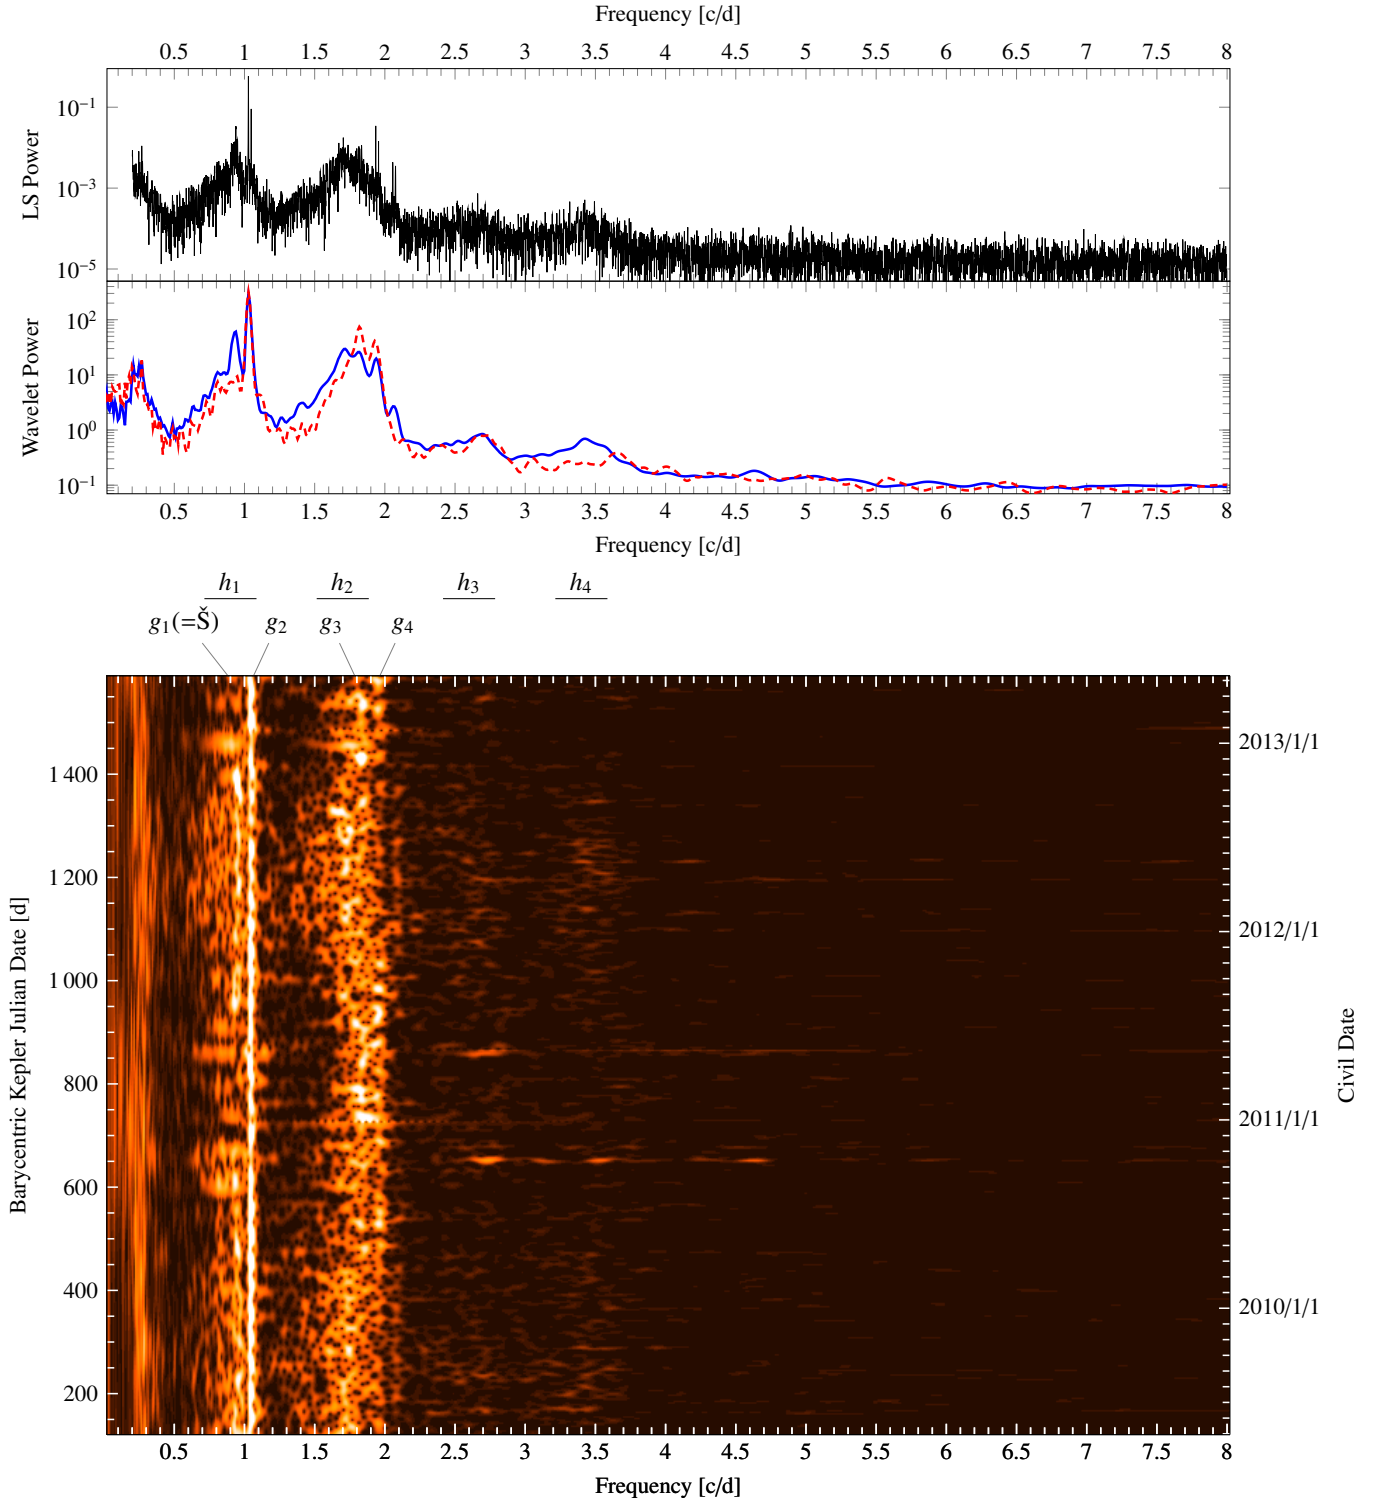 Frequency [c/d]
0.5 1 1.5 2 2.5 3 3.5 4 4.5 5 5.5 6 6.5 7 7.5 8
LS Power
10⁻¹
10⁻³
10⁻⁵
Wavelet Power
10²
10¹
10⁰
10⁻¹
0.5 1 1.5 2 2.5 3 3.5 4 4.5 5 5.5 6 6.5 7 7.5 8
Frequency [c/d]
h₁ h₂ h₃ h₄
g₁(=Š) g₂ g₃ g₄
Barycentric Kepler Julian Date [d]
1 400
1 200
1 000
800
600
400
200
2013/1/1
2012/1/1
2011/1/1
2010/1/1
Civil Date
0.5 1 1.5 2 2.5 3 3.5 4 4.5 5 5.5 6 6.5 7 7.5 8
Frequency [c/d]